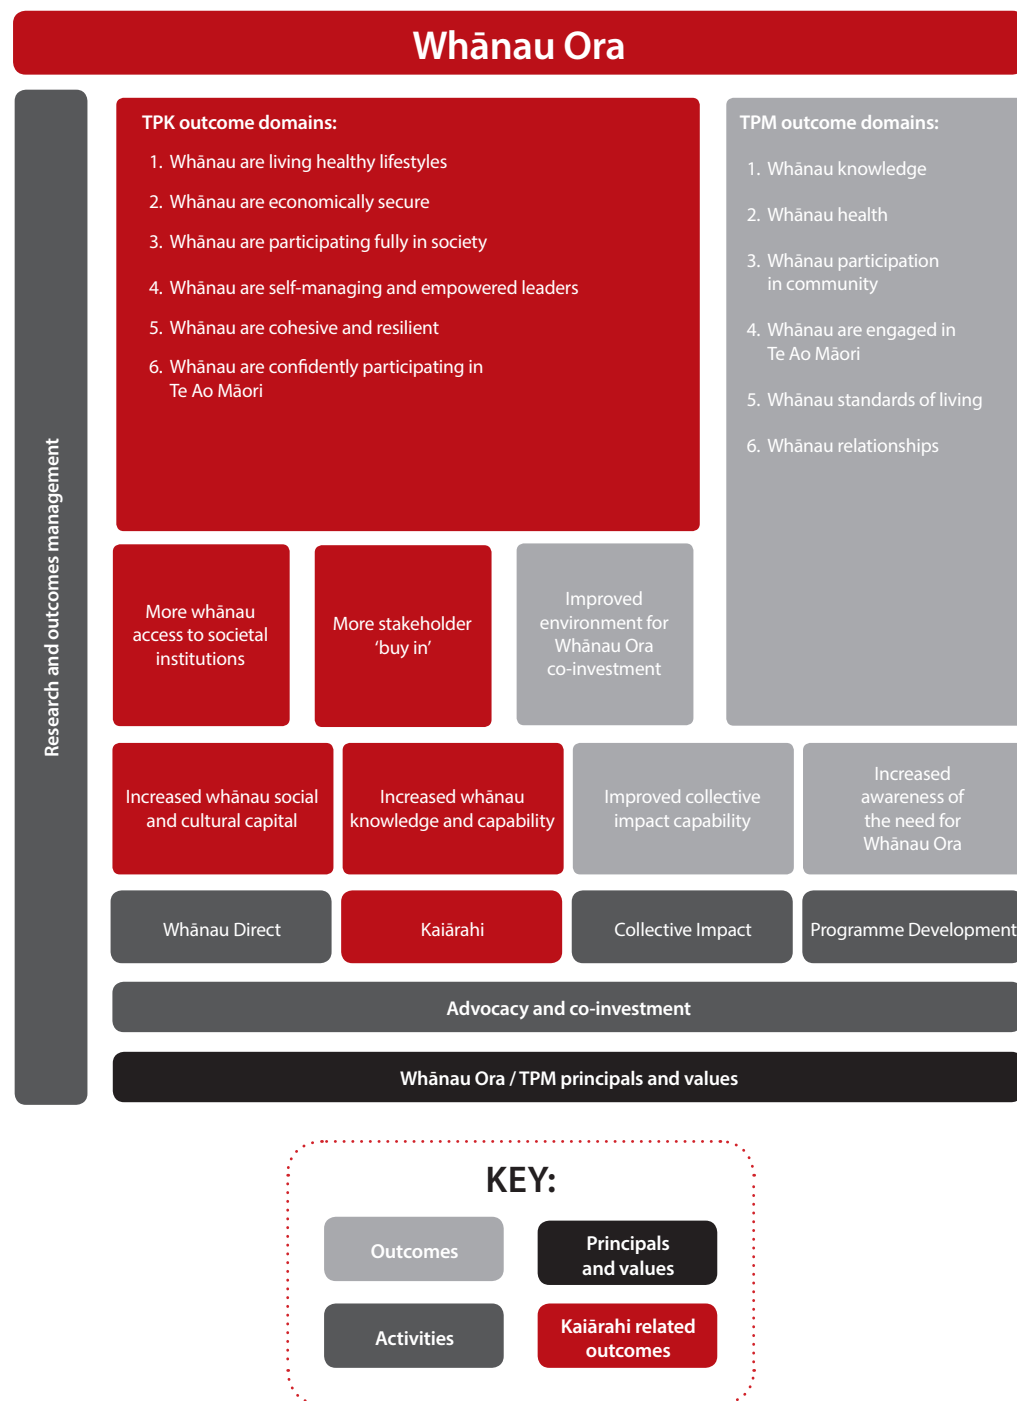 Whānau Ora
Research and outcomes management
TPK outcome domains:
1. Whānau are living healthy lifestyles
2. Whānau are economically secure
3. Whānau are participating fully in society
4. Whānau are self-managing and empowered leaders
5. Whānau are cohesive and resilient
6. Whānau are confidently participating in
Te Ao Māori
TPM outcome domains:
1. Whānau knowledge
2. Whānau health
3. Whānau participation
in community
4. Whānau are engaged in
Te Ao Māori
5. Whānau standards of living
6. Whānau relationships
More whānau
access to societal
institutions
More stakeholder
‘buy in’
Improved
environment for
Whānau Ora
co-investment
Increased whānau social
and cultural capital
Increased whānau
knowledge and capability
Improved collective
impact capability
Increased
awareness of
the need for
Whānau Ora
Whānau Direct
Kaiārahi
Collective Impact
Programme Development
Advocacy and co-investment
Whānau Ora / TPM principals and values
KEY:
Outcomes
Principals
and values
Activities
Kaiārahi related
outcomes